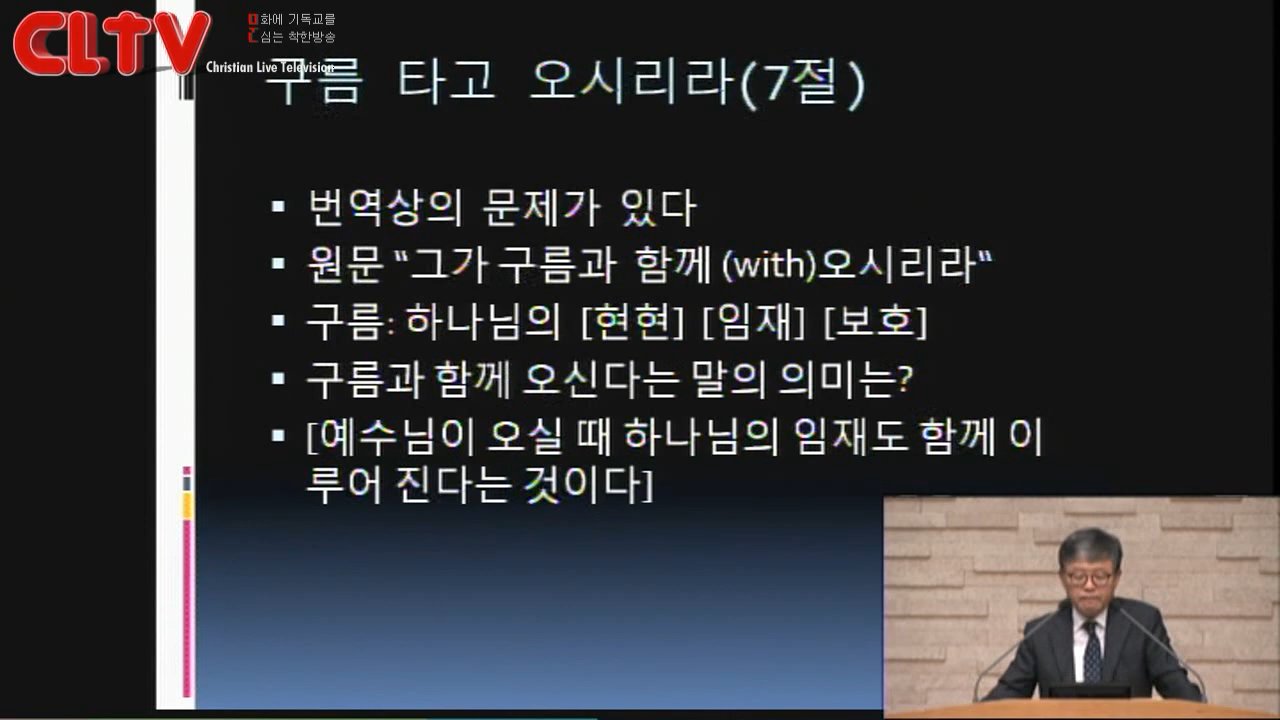 CLTV
문화에 기독교를
심는 착한방송
Christian Live Television
구름 타고 오시리라(7절)
번역상의 문제가 있다
원문 “그가 구름과 함께 (with)오시리라“
구름: 하나님의 [현현] [임재] [보호]
구름과 함께 오신다는 말의 의미는?
[예수님이 오실 때 하나님의 임재도 함께 이
루어 진다는 것이다]